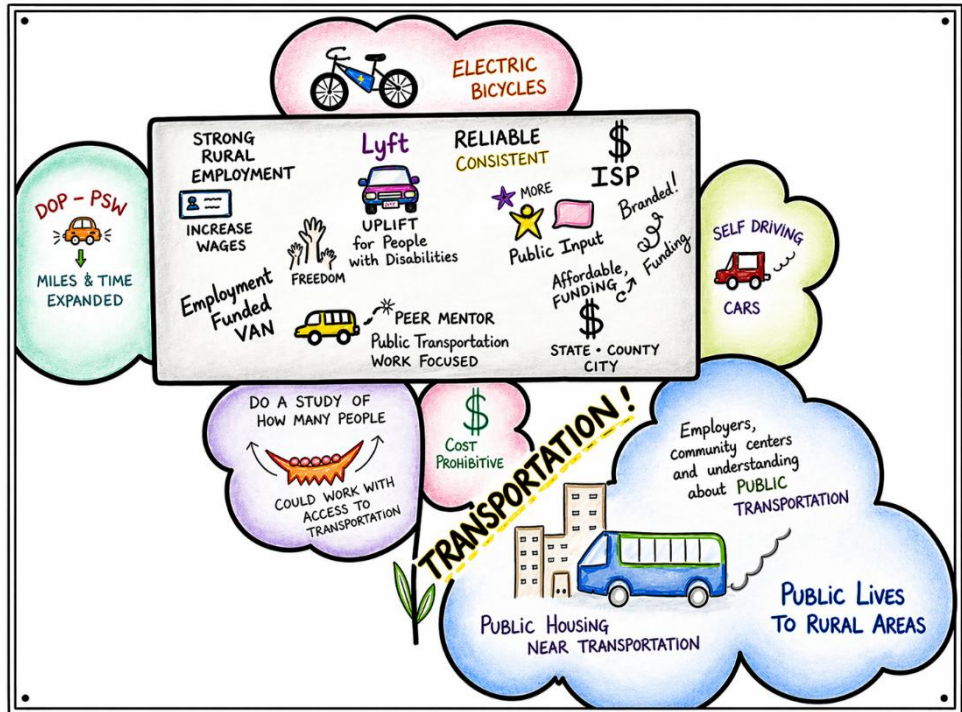 ELECTRIC
BICYCLES
STRONG
RURAL
EMPLOYMENT
INCREASE
WAGES
Lyft
UPLIFT
for People
with Disabilities
FREEDOM
RELIABLE
CONSISTENT
$
ISP
MORE
Public Input
Branded!
Funding
Affordable,
FUNDING
$
STATE • COUNTY
CITY
Employment
Funded
VAN
PEER MENTOR
Public Transportation
WORK FOCUSED
DOP - PSW
MILES & TIME
EXPANDED
SELF DRIVING
CARS
DO A STUDY OF
HOW MANY PEOPLE
COULD WORK WITH
ACCESS TO
TRANSPORTATION
$
COST
PROHIBITIVE
TRANSPORTATION!
Employers,
community centers
and understanding
about PUBLIC
TRANSPORTATION
PUBLIC HOUSING
NEAR TRANSPORTATION
PUBLIC LIVES
TO RURAL AREAS